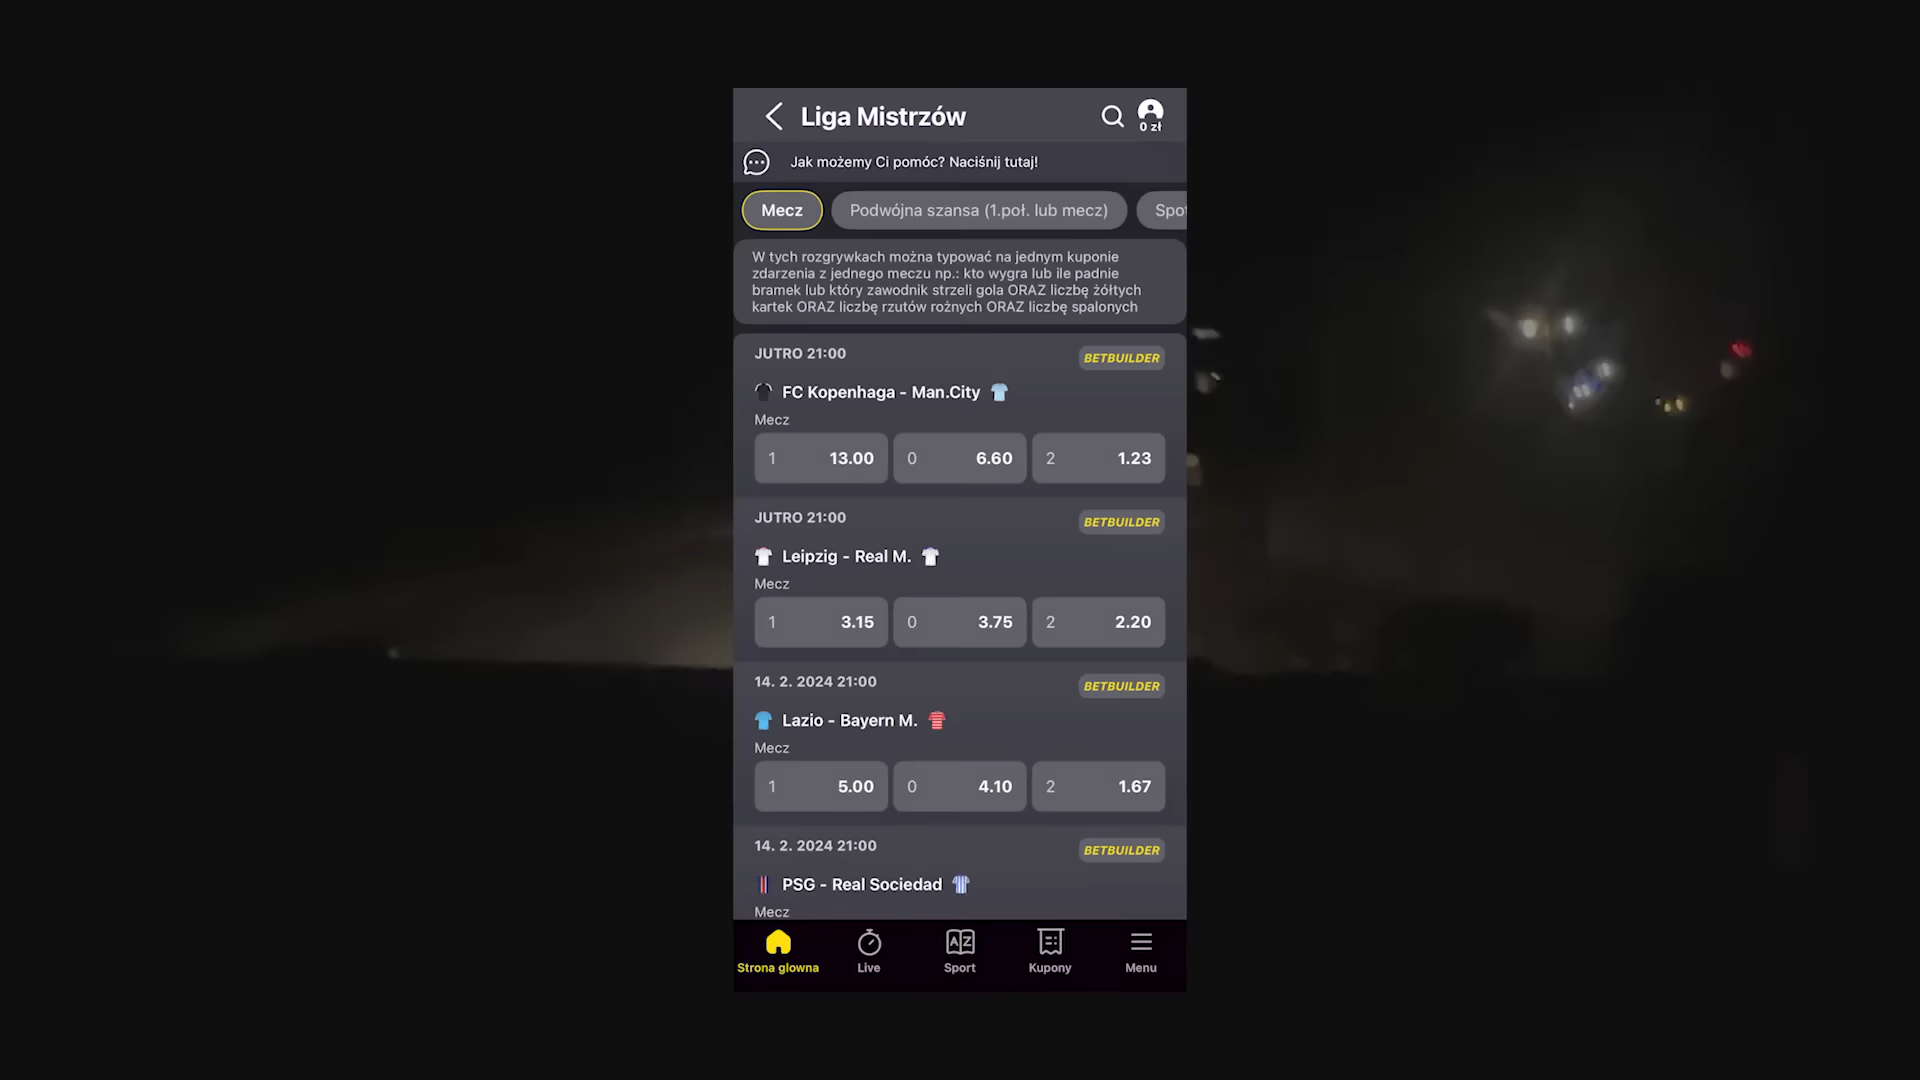 Liga Mistrzów
0 zł
Jak możemy Ci pomóc? Naciśnij tutaj!
Mecz
Podwójna szansa (1.poł. lub mecz)
Spo
W tych rozgrywkach można typować na jednym kuponie
zdarzenia z jednego meczu np.: kto wygra lub ile padnie
bramek lub który zawodnik strzeli gola ORAZ liczbę żółtych
kartek ORAZ liczbę rzutów rożnych ORAZ liczbę spalonych
JUTRO 21:00
BETBUILDER
FC Kopenhaga - Man.City
Mecz
1 13.00 0 6.60 2 1.23
JUTRO 21:00
BETBUILDER
Leipzig - Real M.
Mecz
1 3.15 0 3.75 2 2.20
14. 2. 2024 21:00
BETBUILDER
Lazio - Bayern M.
Mecz
1 5.00 0 4.10 2 1.67
14. 2. 2024 21:00
BETBUILDER
PSG - Real Sociedad
Mecz
Strona glowna
Live
AZ
Sport
Kupony
Menu